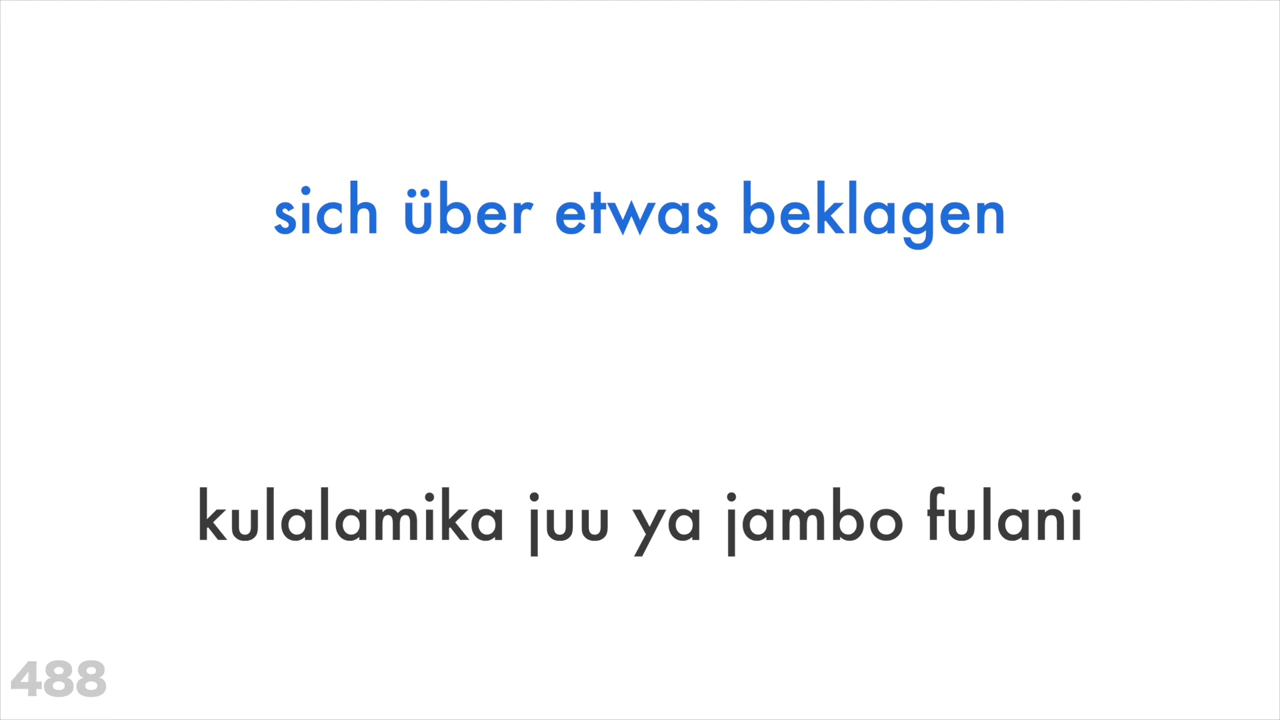 sich über etwas beklagen
kulalamika juu ya jambo fulani
488